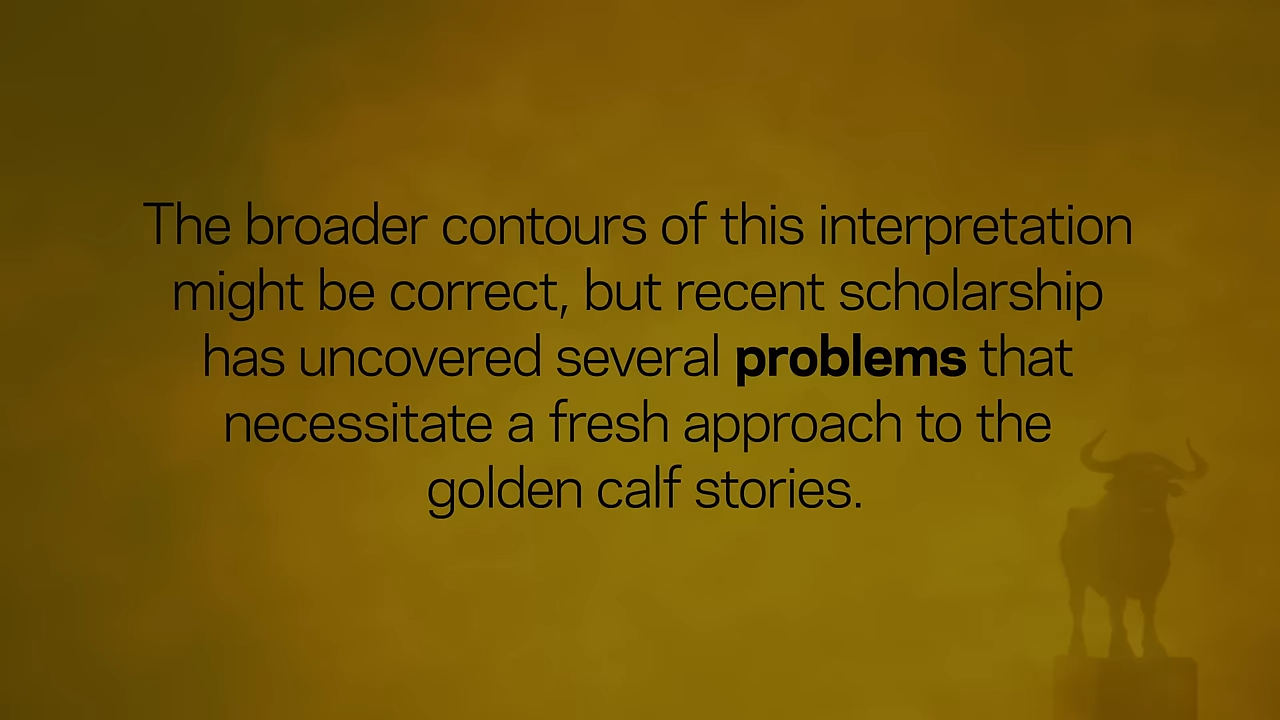 The broader contours of this interpretation
might be correct, but recent scholarship
has uncovered several problems that
necessitate a fresh approach to the
golden calf stories.